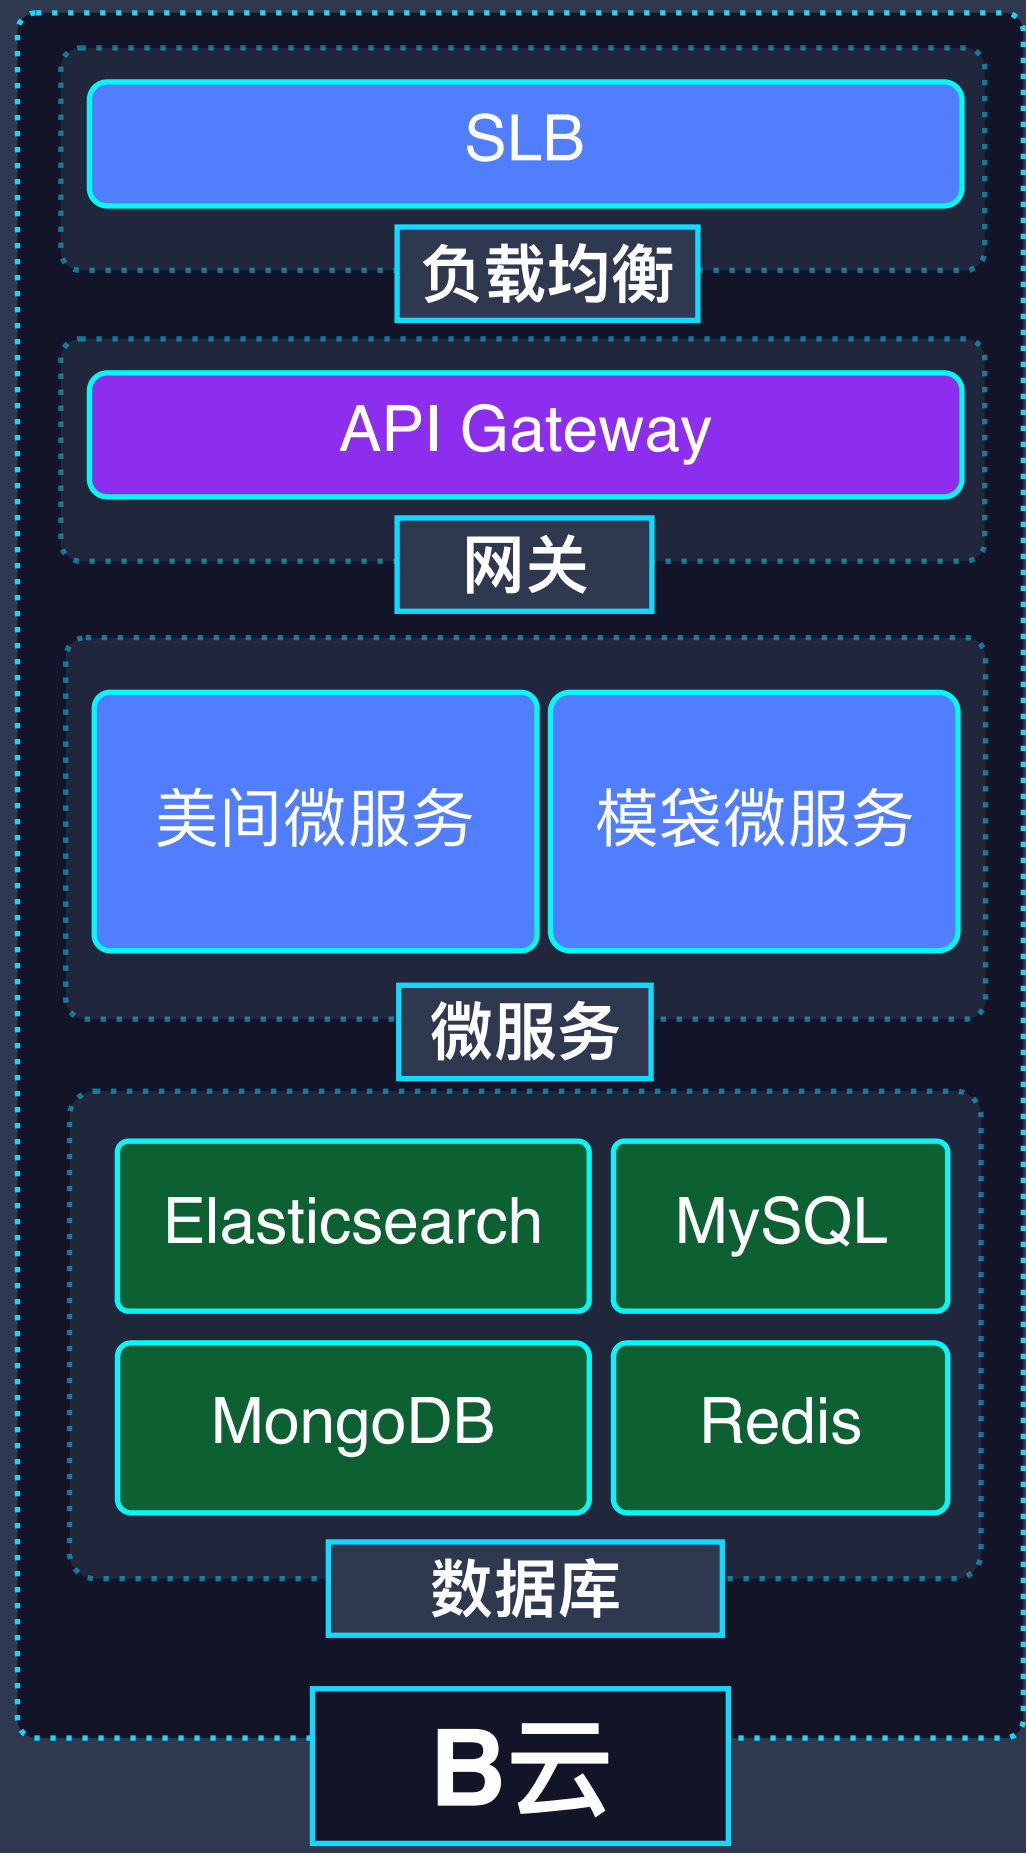 SLB
负载均衡
API Gateway
网关
美间微服务
模袋微服务
微服务
Elasticsearch
MySQL
MongoDB
Redis
数据库
B云